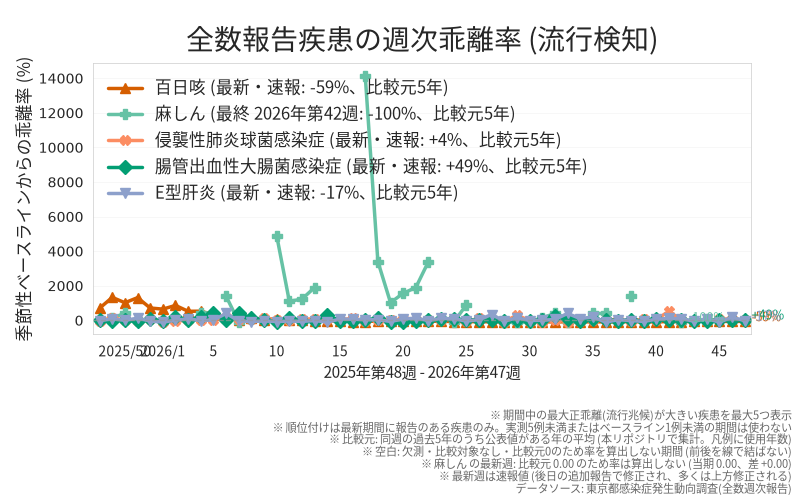 全数報告疾患の週次乖離率 (流行検知)
季節性ベースラインからの乖離率 (%)
14000
12000
10000
8000
6000
4000
2000
0
百日咳 (最新・速報: -59%、比較元5年)
麻しん (最終 2026年第42週: -100%、比較元5年)
侵襲性肺炎球菌感染症 (最新・速報: +4%、比較元5年)
腸管出血性大腸菌感染症 (最新・速報: +49%、比較元5年)
E型肝炎 (最新・速報: -17%、比較元5年)
+49%
2025/50 2026/1 5 10 15 20 25 30 35 40 45
2025年第48週 - 2026年第47週
※ 期間中の最大正乖離(流行兆候)が大きい疾患を最大5つ表示
※ 順位付けは最新期間に報告のある疾患のみ。実測5例未満またはベースライン1例未満の期間は使わない
※ 比較元: 同週の過去5年のうち公表値がある年の平均 (本リポジトリで集計。凡例に使用年数)
※ 空白: 欠測・比較対象なし・比較元0のため率を算出しない期間 (前後を線で結ばない)
※ 麻しん の最新週: 比較元 0.00 のため率は算出しない (当期 0.00、差 +0.00)
※ 最新週は速報値 (後日の追加報告で修正され、多くは上方修正される)
データソース: 東京都感染症発生動向調査(全数週次報告)